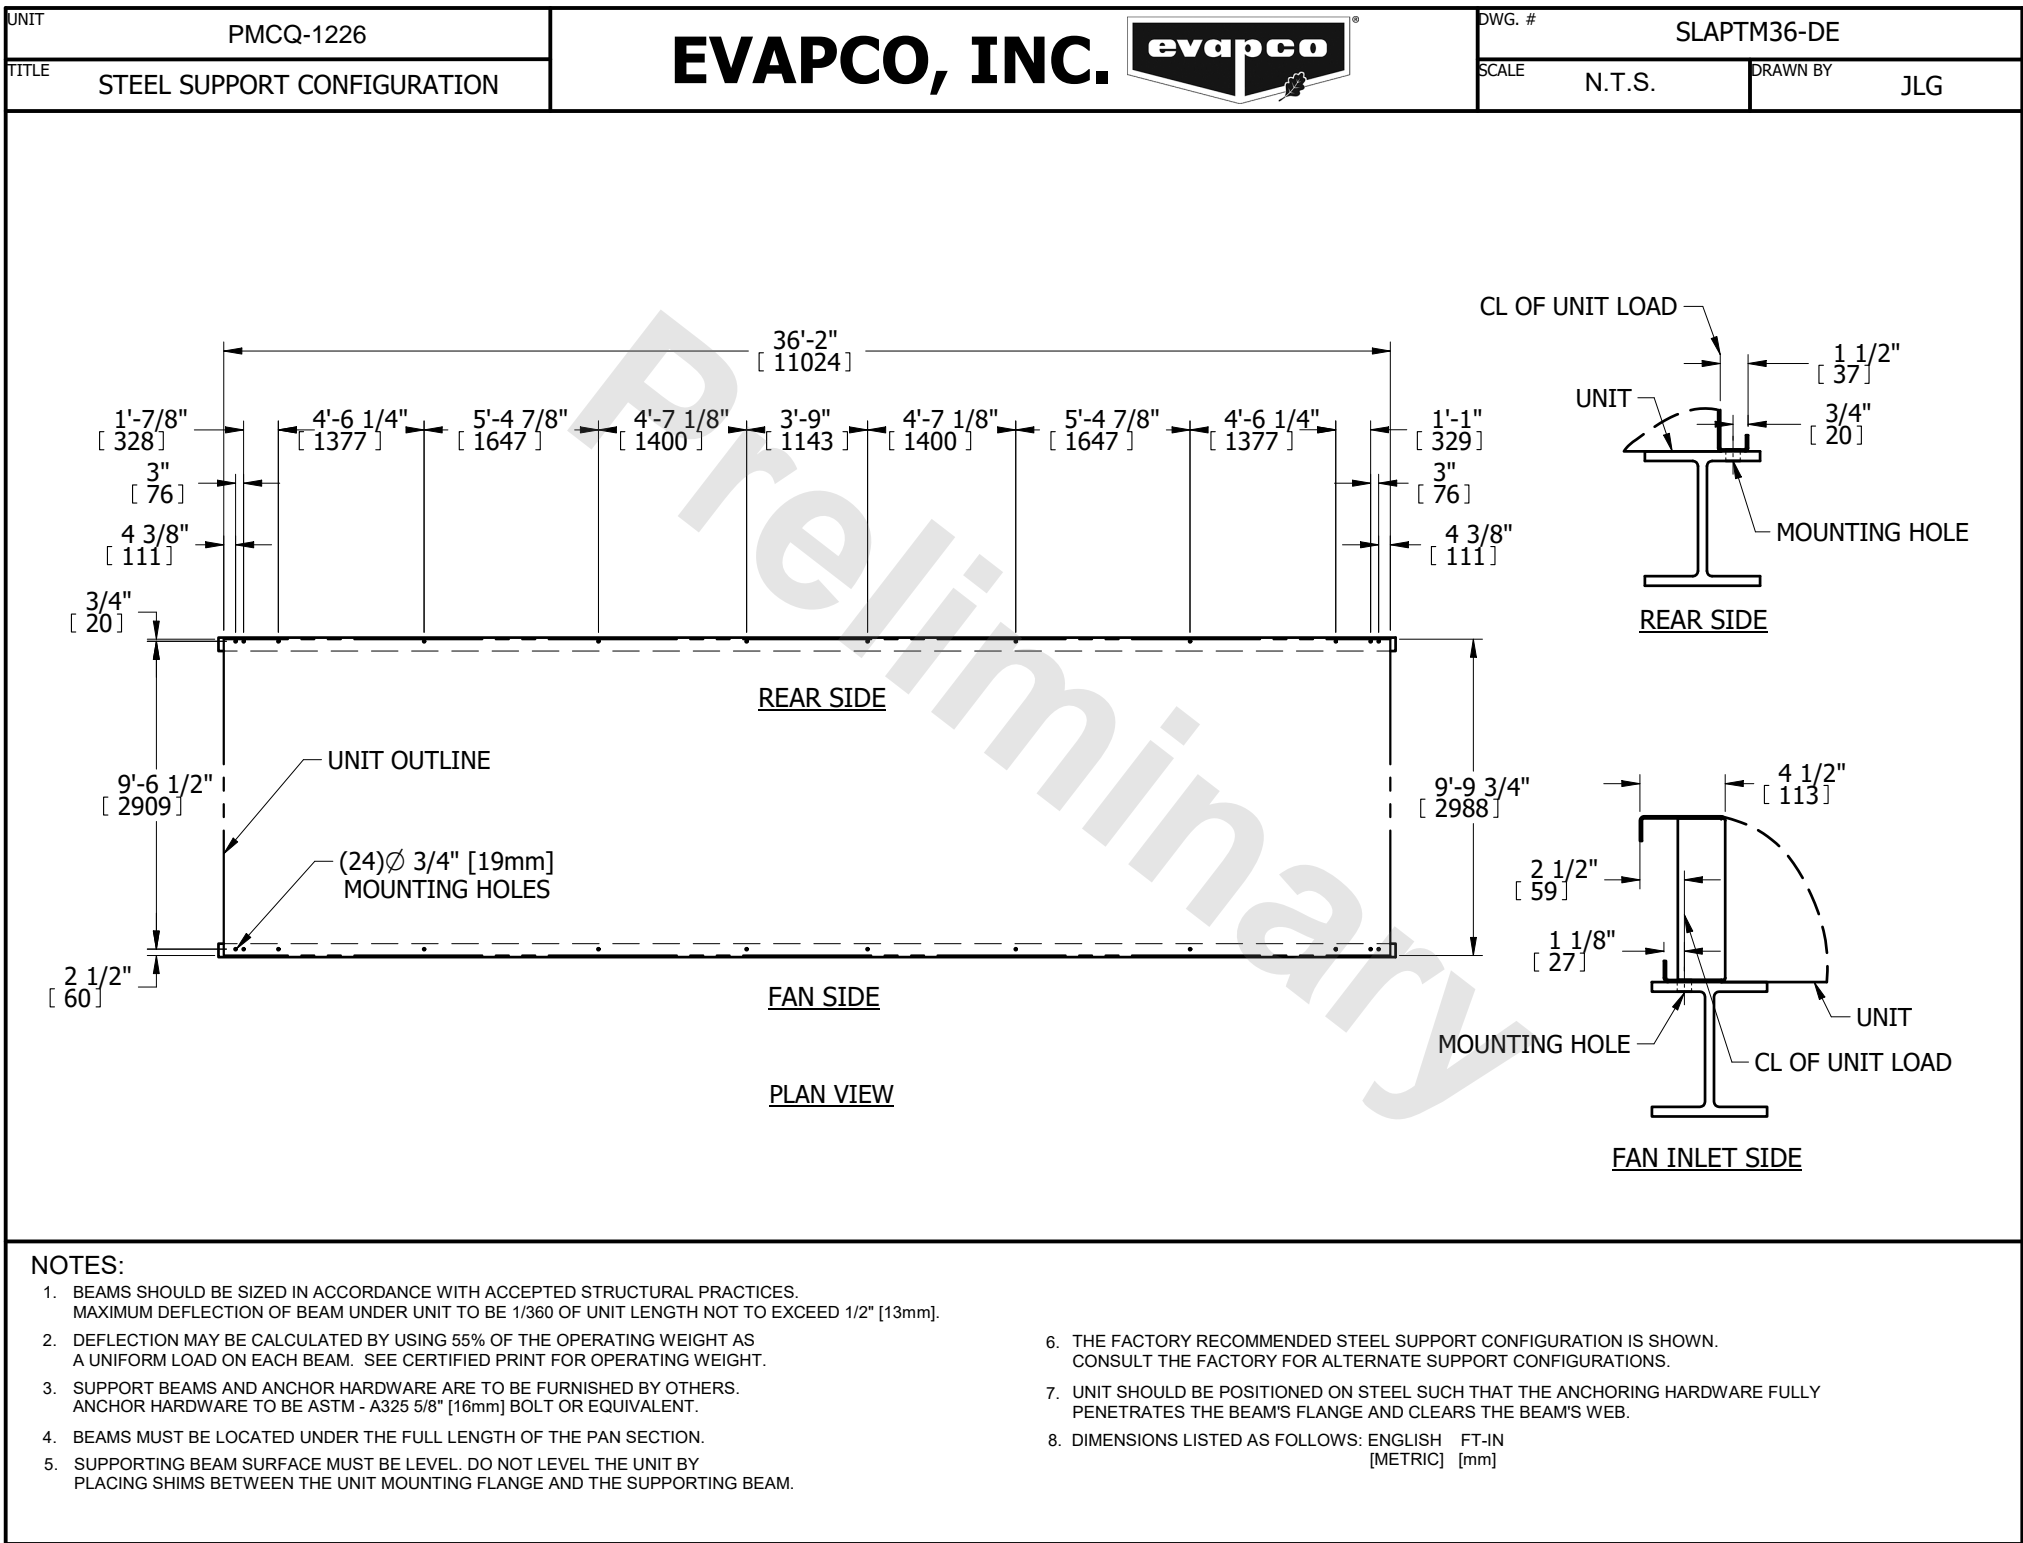 UNIT
PMCQ-1226
TITLE
STEEL SUPPORT CONFIGURATION
EVAPCO, INC.
evapco
®
DWG. #
SLAPTM36-DE
SCALE
N.T.S.
DRAWN BY
JLG
36'-2"
[ 11024 ]
1'-7/8"
[ 328 ]
4'-6 1/4"
[ 1377 ]
5'-4 7/8"
[ 1647 ]
4'-7 1/8"
[ 1400 ]
3'-9"
[ 1143 ]
4'-7 1/8"
[ 1400 ]
5'-4 7/8"
[ 1647 ]
4'-6 1/4"
[ 1377 ]
1'-1"
[ 329 ]
3"
[ 76 ]
3"
[ 76 ]
4 3/8"
[ 111 ]
4 3/8"
[ 111 ]
3/4"
[ 20 ]
REAR SIDE
UNIT OUTLINE
9'-6 1/2"
[ 2909 ]
9'-9 3/4"
[ 2988 ]
(24)∅ 3/4" [19mm]
MOUNTING HOLES
2 1/2"
[ 60 ]
FAN SIDE
PLAN VIEW
Preliminary
CL OF UNIT LOAD
1 1/2"
[ 37 ]
UNIT
3/4"
[ 20 ]
MOUNTING HOLE
REAR SIDE
4 1/2"
[ 113 ]
2 1/2"
[ 59 ]
1 1/8"
[ 27 ]
UNIT
MOUNTING HOLE
CL OF UNIT LOAD
FAN INLET SIDE
NOTES:
1. BEAMS SHOULD BE SIZED IN ACCORDANCE WITH ACCEPTED STRUCTURAL PRACTICES.
MAXIMUM DEFLECTION OF BEAM UNDER UNIT TO BE 1/360 OF UNIT LENGTH NOT TO EXCEED 1/2" [13mm].
2. DEFLECTION MAY BE CALCULATED BY USING 55% OF THE OPERATING WEIGHT AS
A UNIFORM LOAD ON EACH BEAM. SEE CERTIFIED PRINT FOR OPERATING WEIGHT.
3. SUPPORT BEAMS AND ANCHOR HARDWARE ARE TO BE FURNISHED BY OTHERS.
ANCHOR HARDWARE TO BE ASTM - A325 5/8" [16mm] BOLT OR EQUIVALENT.
4. BEAMS MUST BE LOCATED UNDER THE FULL LENGTH OF THE PAN SECTION.
5. SUPPORTING BEAM SURFACE MUST BE LEVEL. DO NOT LEVEL THE UNIT BY
PLACING SHIMS BETWEEN THE UNIT MOUNTING FLANGE AND THE SUPPORTING BEAM.
6. THE FACTORY RECOMMENDED STEEL SUPPORT CONFIGURATION IS SHOWN.
CONSULT THE FACTORY FOR ALTERNATE SUPPORT CONFIGURATIONS.
7. UNIT SHOULD BE POSITIONED ON STEEL SUCH THAT THE ANCHORING HARDWARE FULLY
PENETRATES THE BEAM'S FLANGE AND CLEARS THE BEAM'S WEB.
8. DIMENSIONS LISTED AS FOLLOWS: ENGLISH FT-IN
[METRIC] [mm]